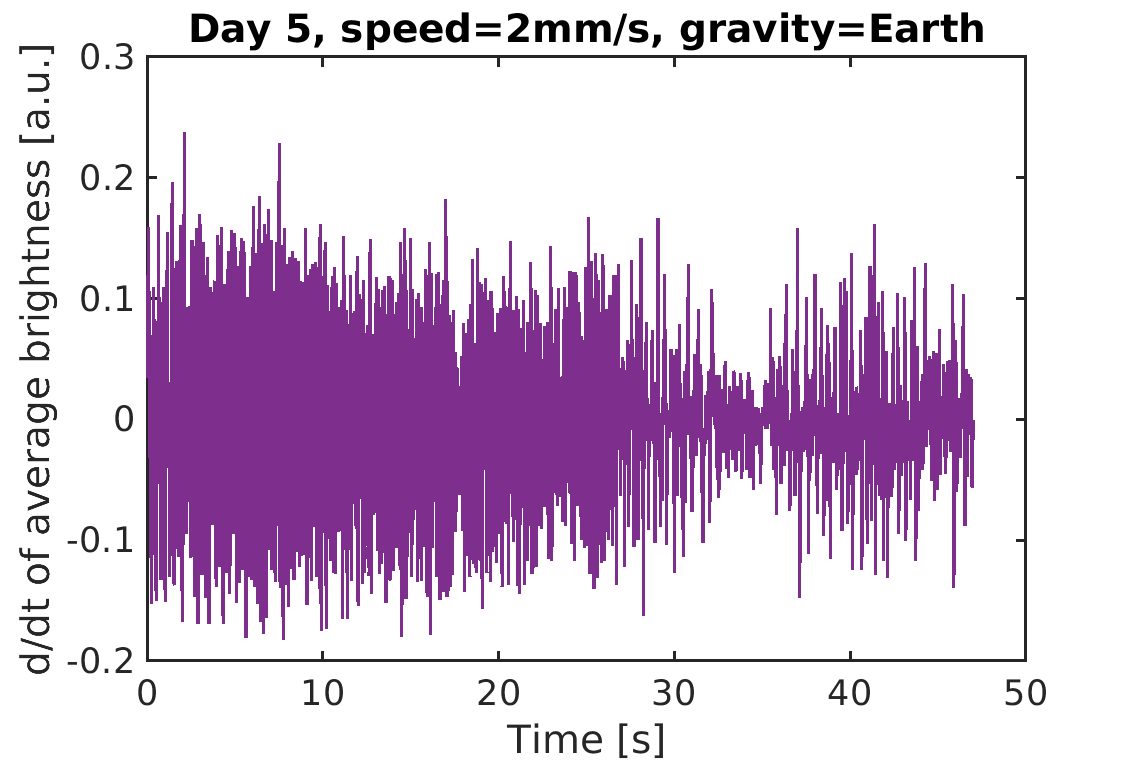 Day 5, speed=2mm/s, gravity=Earth
d/dt of average brightness [a.u.]
0.3
0.2
0.1
0
-0.1
-0.2
0 10 20 30 40 50
Time [s]